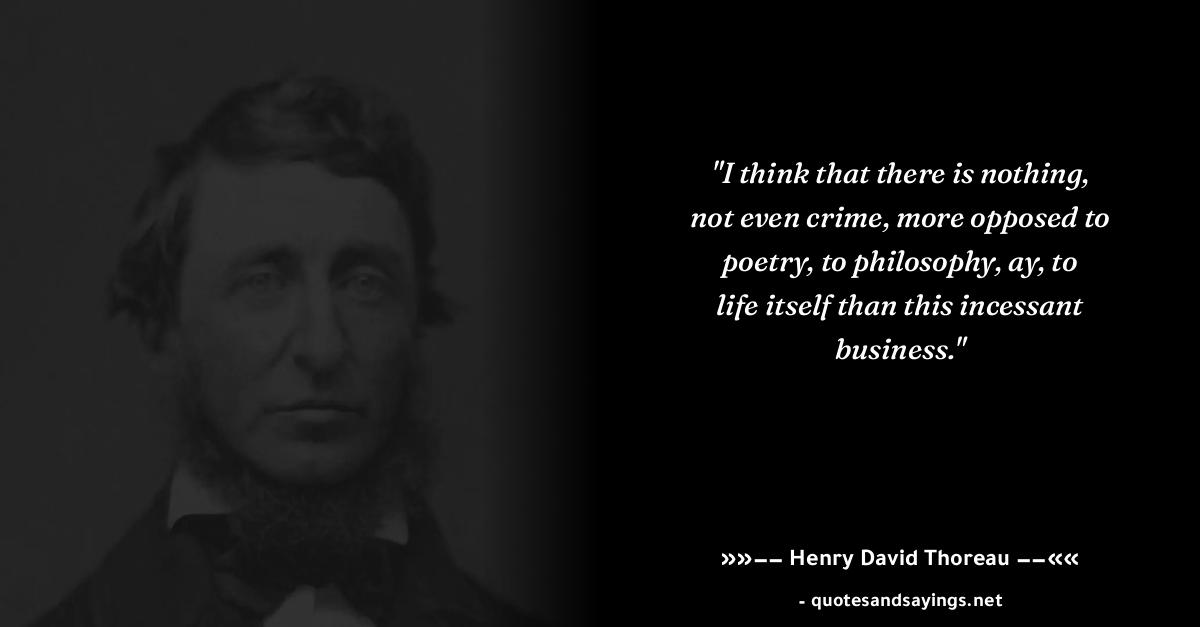 "I think that there is nothing,
not even crime, more opposed to
poetry, to philosophy, ay, to
life itself than this incessant
business."
»»−− Henry David Thoreau −−««
- quotesandsayings.net